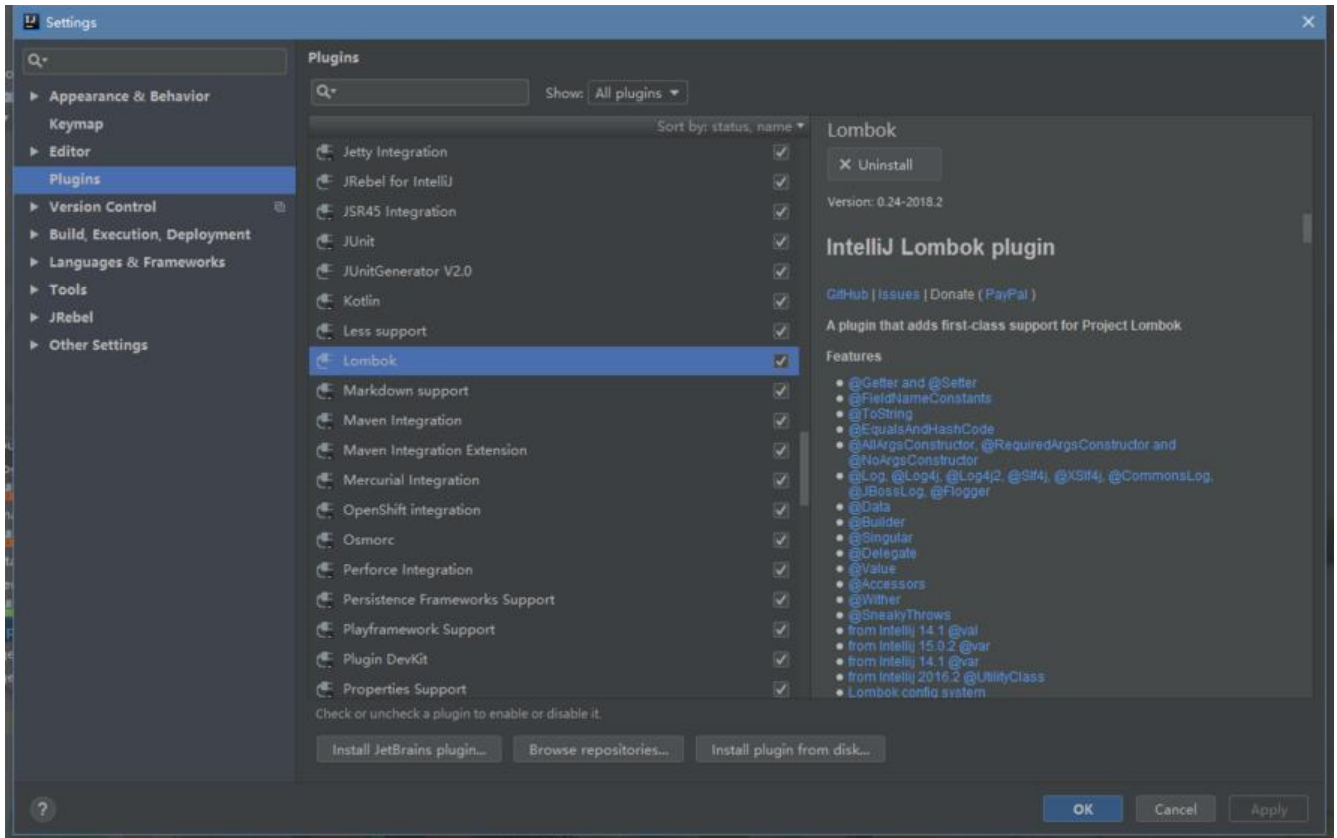 Settings
Appearance & Behavior
Keymap
Editor
Plugins
Version Control
Build, Execution, Deployment
Languages & Frameworks
Tools
JRebel
Other Settings
Plugins
Show: All plugins
Sort by: status, name
Jetty Integration
JRebel for IntelliJ
JSR45 Integration
JUnit
JUnitGenerator V2.0
Kotlin
Less support
Lombok
Markdown support
Maven Integration
Maven Integration Extension
Mercurial Integration
OpenShift integration
Osmorc
Perforce Integration
Persistence Frameworks Support
Playframework Support
Plugin DevKit
Properties Support
Check or uncheck a plugin to enable or disable it.
Install JetBrains plugin...
Browse repositories...
Install plugin from disk...
Lombok
Uninstall
Version: 0.24-2018.2
IntelliJ Lombok plugin
GitHub | Issues | Donate ( PayPal )
A plugin that adds first-class support for Project Lombok
Features
@Getter and @Setter
@FieldNameConstants
@ToString
@EqualsAndHashCode
@AllArgsConstructor, @RequiredArgsConstructor and
@NoArgsConstructor
@Log, @Log4j, @Log4j2, @Slf4j, @XSlf4j, @CommonsLog,
@JBossLog, @Flogger
@Data
@Builder
@Singular
@Delegate
@Value
@Accessors
@Wither
@SneakyThrows
from Intellij 14.1 @val
from Intellij 15.0.2 @var
from Intellij 14.1 @var
from Intellij 2016.2 @UtilityClass
Lombok config system
?
OK
Cancel
Apply